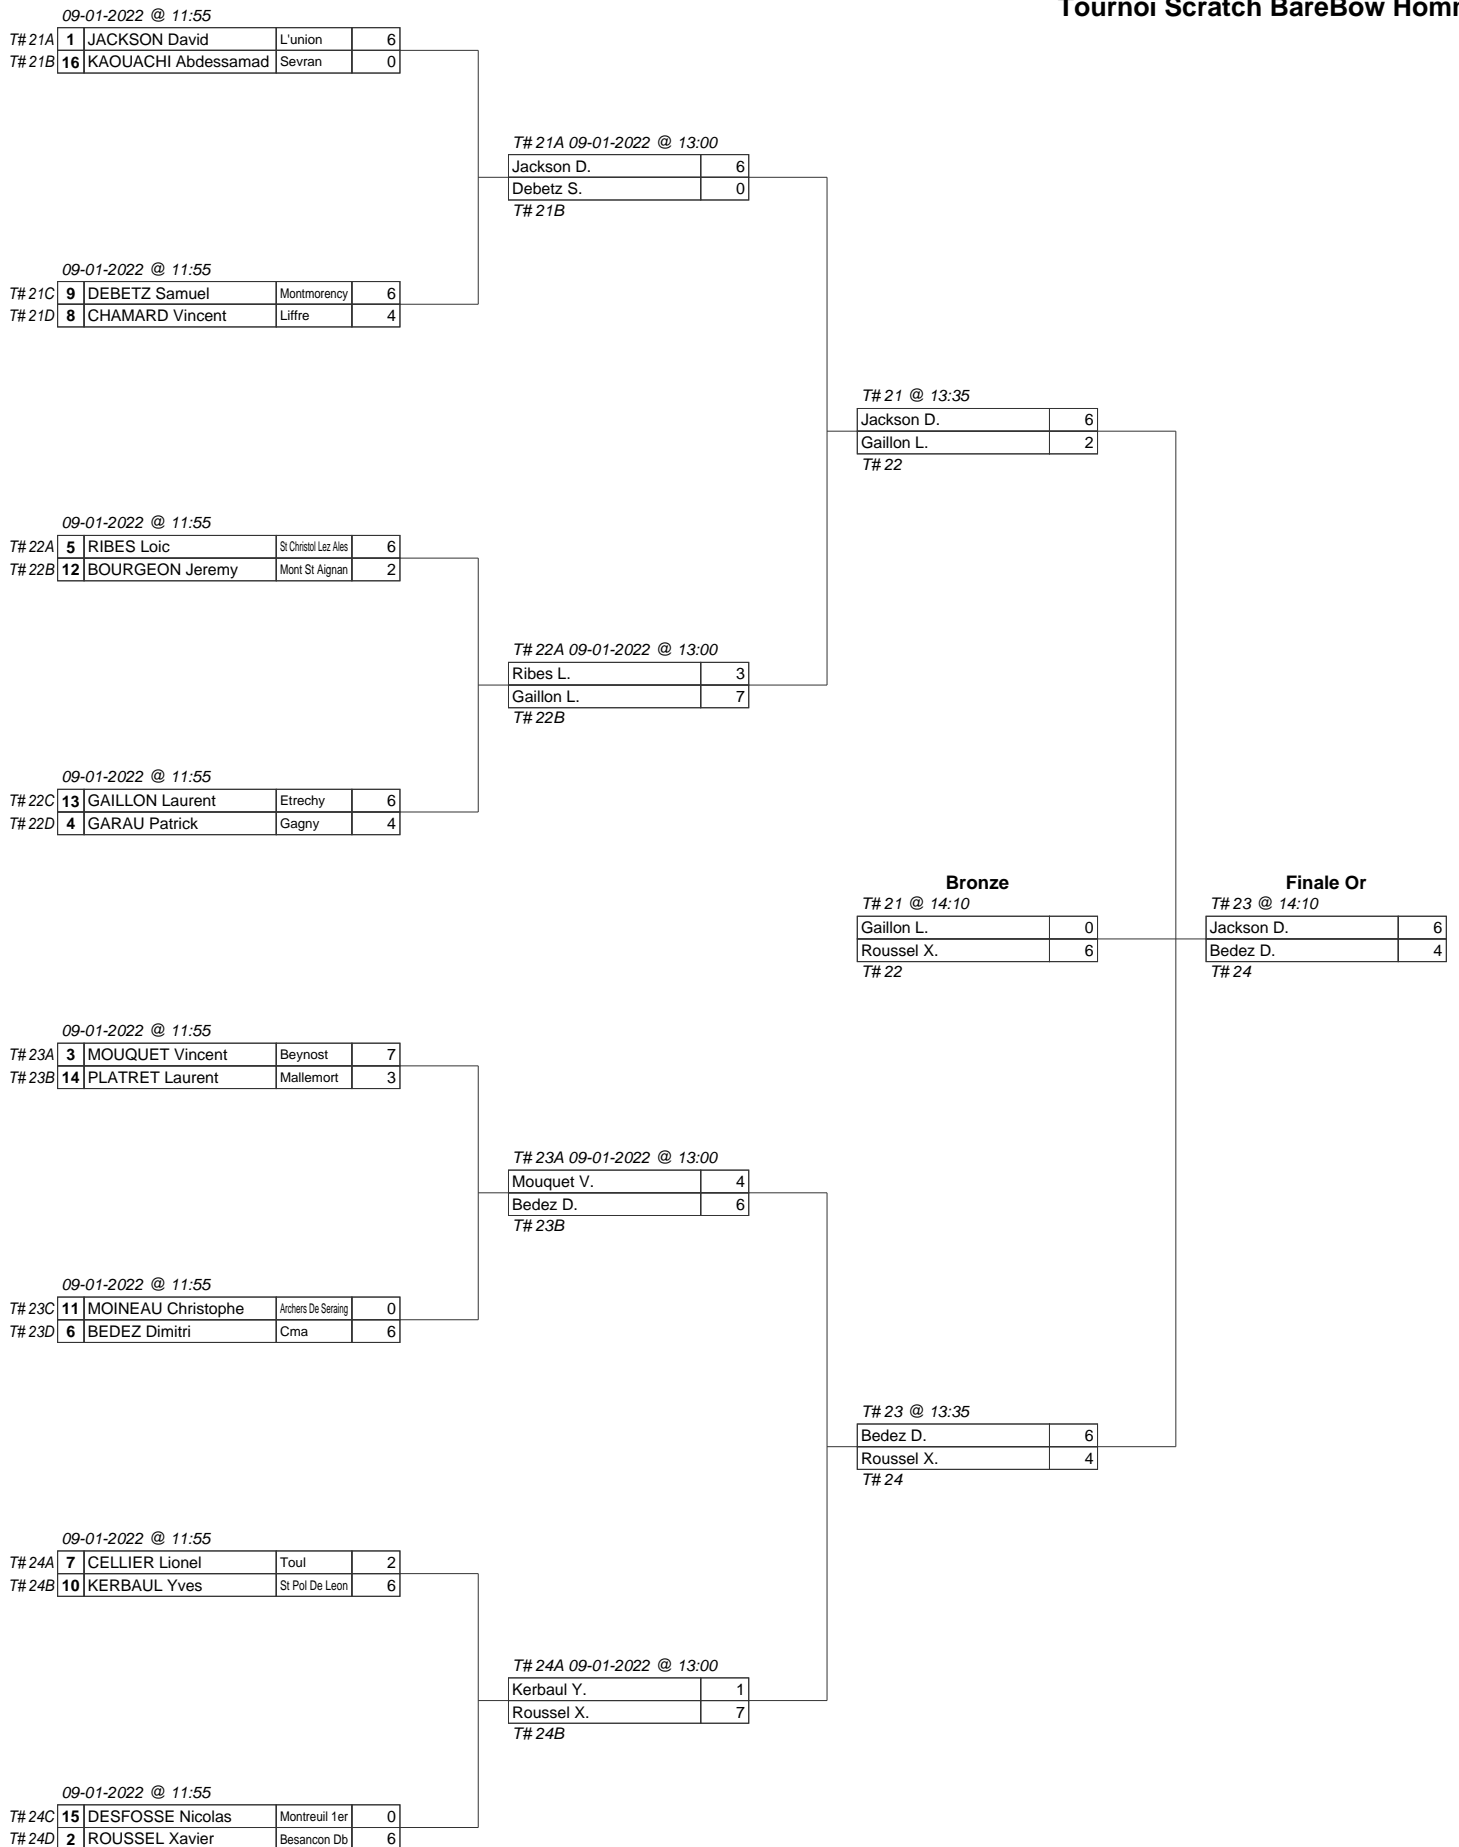 Tournoi Scratch BareBow
09-01-2022 @ 11:55
T# 21A 1 JACKSON David L'union 6
T# 21B 16 KAOUACHI Abdessamad Sevran 0
T# 21A 09-01-2022 @ 13:00
Jackson D. 6
Debetz S. 0
T# 21B
09-01-2022 @ 11:55
T# 21C 9 DEBETZ Samuel Montmorency 6
T# 21D 8 CHAMARD Vincent Liffre 4
T# 21 @ 13:35
Jackson D. 6
Gaillon L. 2
T# 22
09-01-2022 @ 11:55
T# 22A 5 RIBES Loic St Christol Lez Ales 6
T# 22B 12 BOURGEON Jeremy Mont St Aignan 2
T# 22A 09-01-2022 @ 13:00
Ribes L. 3
Gaillon L. 7
T# 22B
09-01-2022 @ 11:55
T# 22C 13 GAILLON Laurent Etrechy 6
T# 22D 4 GARAU Patrick Gagny 4
Bronze
T# 21 @ 14:10
Gaillon L. 0
Roussel X. 6
T# 22
Finale Or
T# 23 @ 14:10
Jackson D. 6
Bedez D. 4
T# 24
09-01-2022 @ 11:55
T# 23A 3 MOUQUET Vincent Beynost 7
T# 23B 14 PLATRET Laurent Mallemort 3
T# 23A 09-01-2022 @ 13:00
Mouquet V. 4
Bedez D. 6
T# 23B
09-01-2022 @ 11:55
T# 23C 11 MOINEAU Christophe Archers De Seraing 0
T# 23D 6 BEDEZ Dimitri Cma 6
T# 23 @ 13:35
Bedez D. 6
Roussel X. 4
T# 24
09-01-2022 @ 11:55
T# 24A 7 CELLIER Lionel Toul 2
T# 24B 10 KERBAUL Yves St Pol De Leon 6
T# 24A 09-01-2022 @ 13:00
Kerbaul Y. 1
Roussel X. 7
T# 24B
09-01-2022 @ 11:55
T# 24C 15 DESFOSSE Nicolas Montreuil 1er 0
T# 24D 2 ROUSSEL Xavier Besancon Db 6